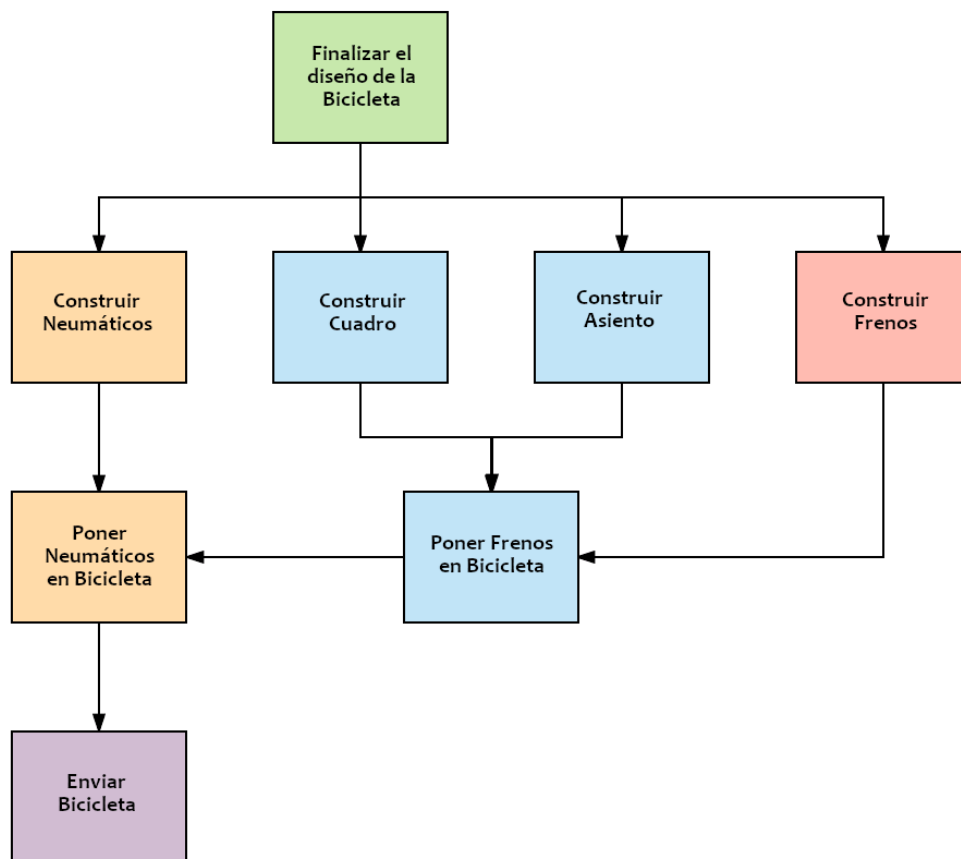 Finalizar el
diseño de la
Bicicleta
Construir
Neumáticos
Construir
Cuadro
Construir
Asiento
Construir
Frenos
Poner
Neumáticos
en Bicicleta
Poner Frenos
en Bicicleta
Enviar
Bicicleta